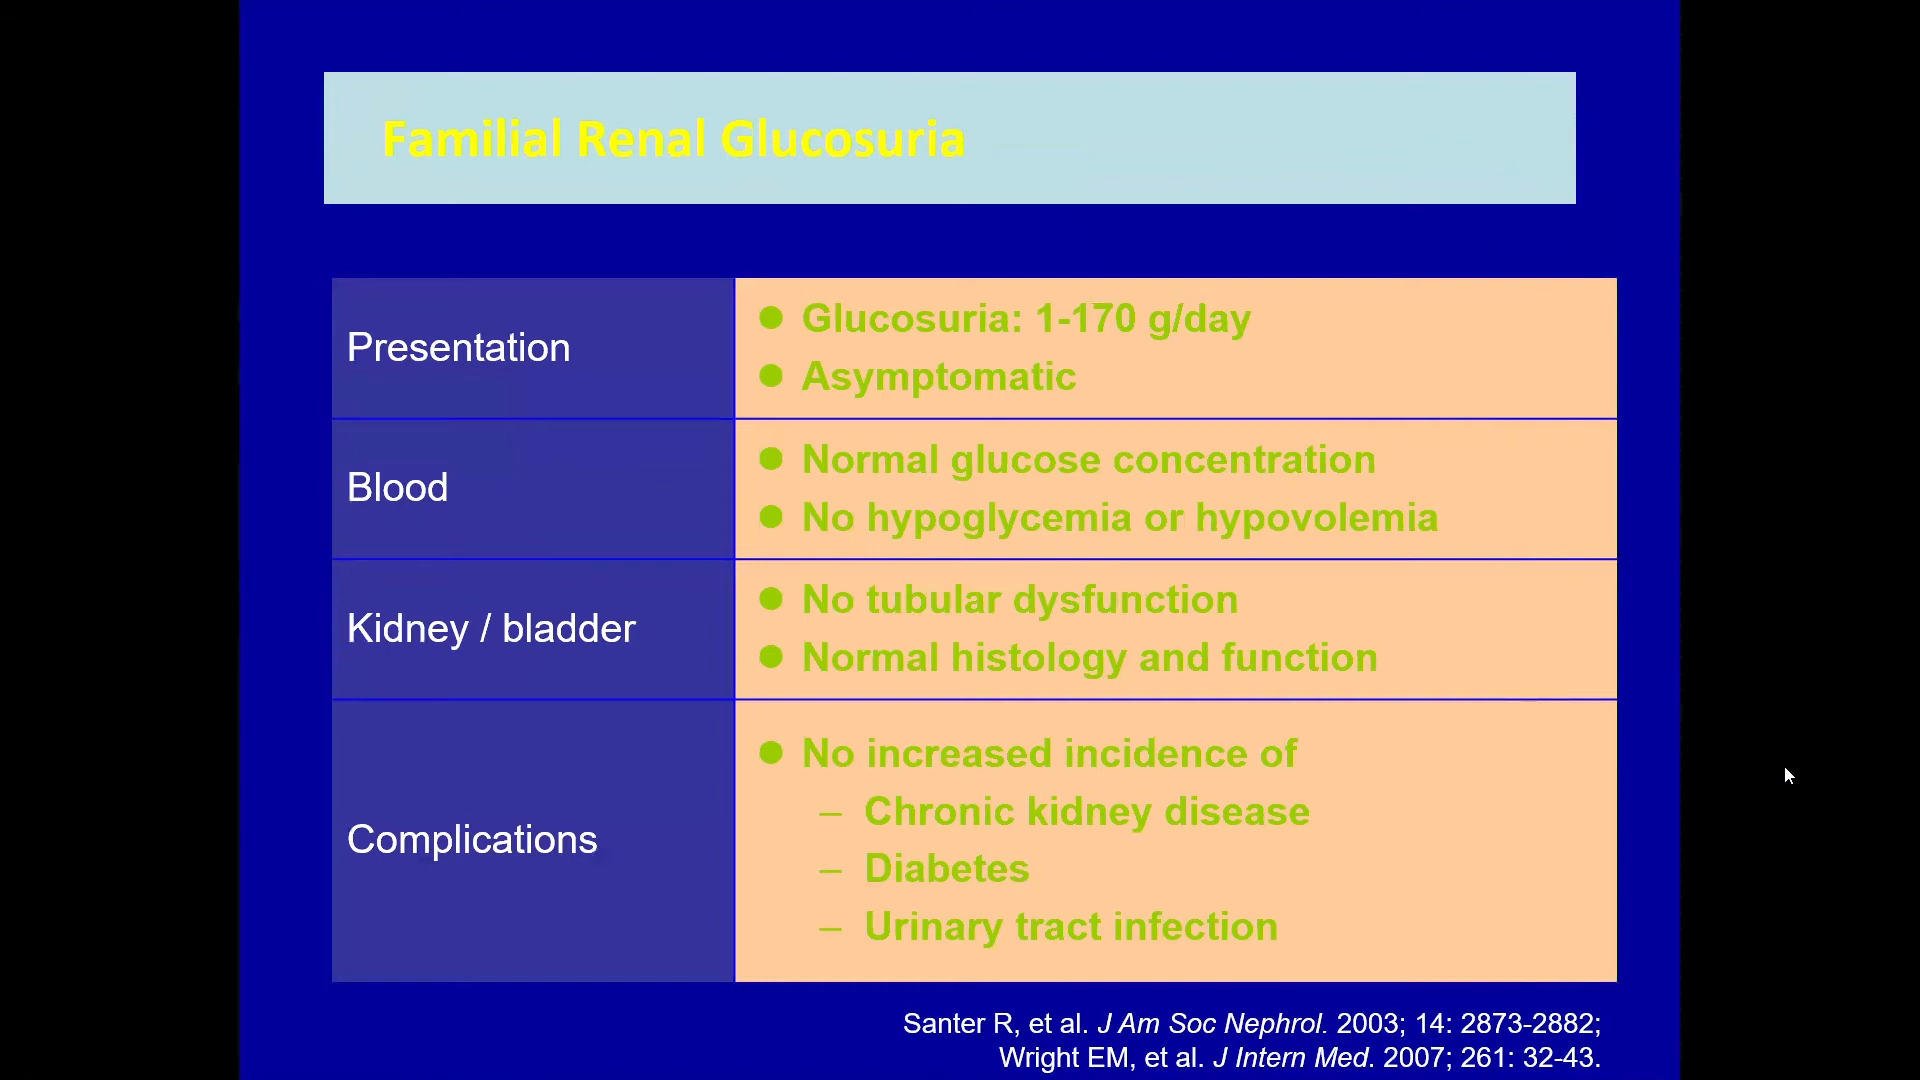 Familial Renal Glucosuria
Presentation
● Glucosuria: 1-170 g/day
● Asymptomatic
Blood
● Normal glucose concentration
● No hypoglycemia or hypovolemia
Kidney / bladder
● No tubular dysfunction
● Normal histology and function
Complications
● No increased incidence of
– Chronic kidney disease
– Diabetes
– Urinary tract infection
Santer R, et al. J Am Soc Nephrol. 2003; 14: 2873-2882;
Wright EM, et al. J Intern Med. 2007; 261: 32-43.